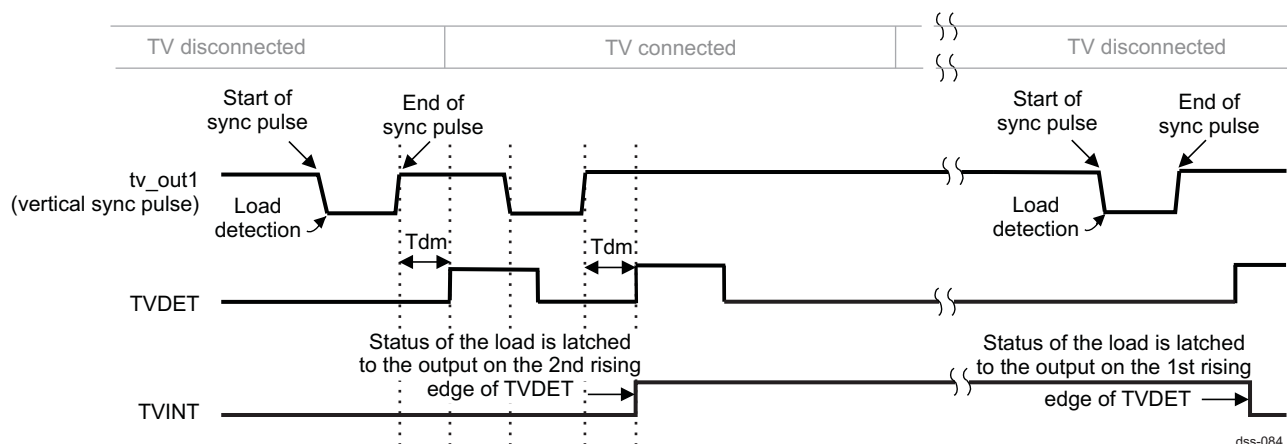 TV disconnected
TV connected
TV disconnected
Start of
sync pulse
End of
sync pulse
Start of
sync pulse
End of
sync pulse
tv_out1
(vertical sync pulse)
Load
detection
Load
detection
Tdm
Tdm
TVDET
Status of the load is latched
to the output on the 2nd rising
edge of TVDET
Status of the load is latched
to the output on the 1st rising
edge of TVDET
TVINT
dss-084